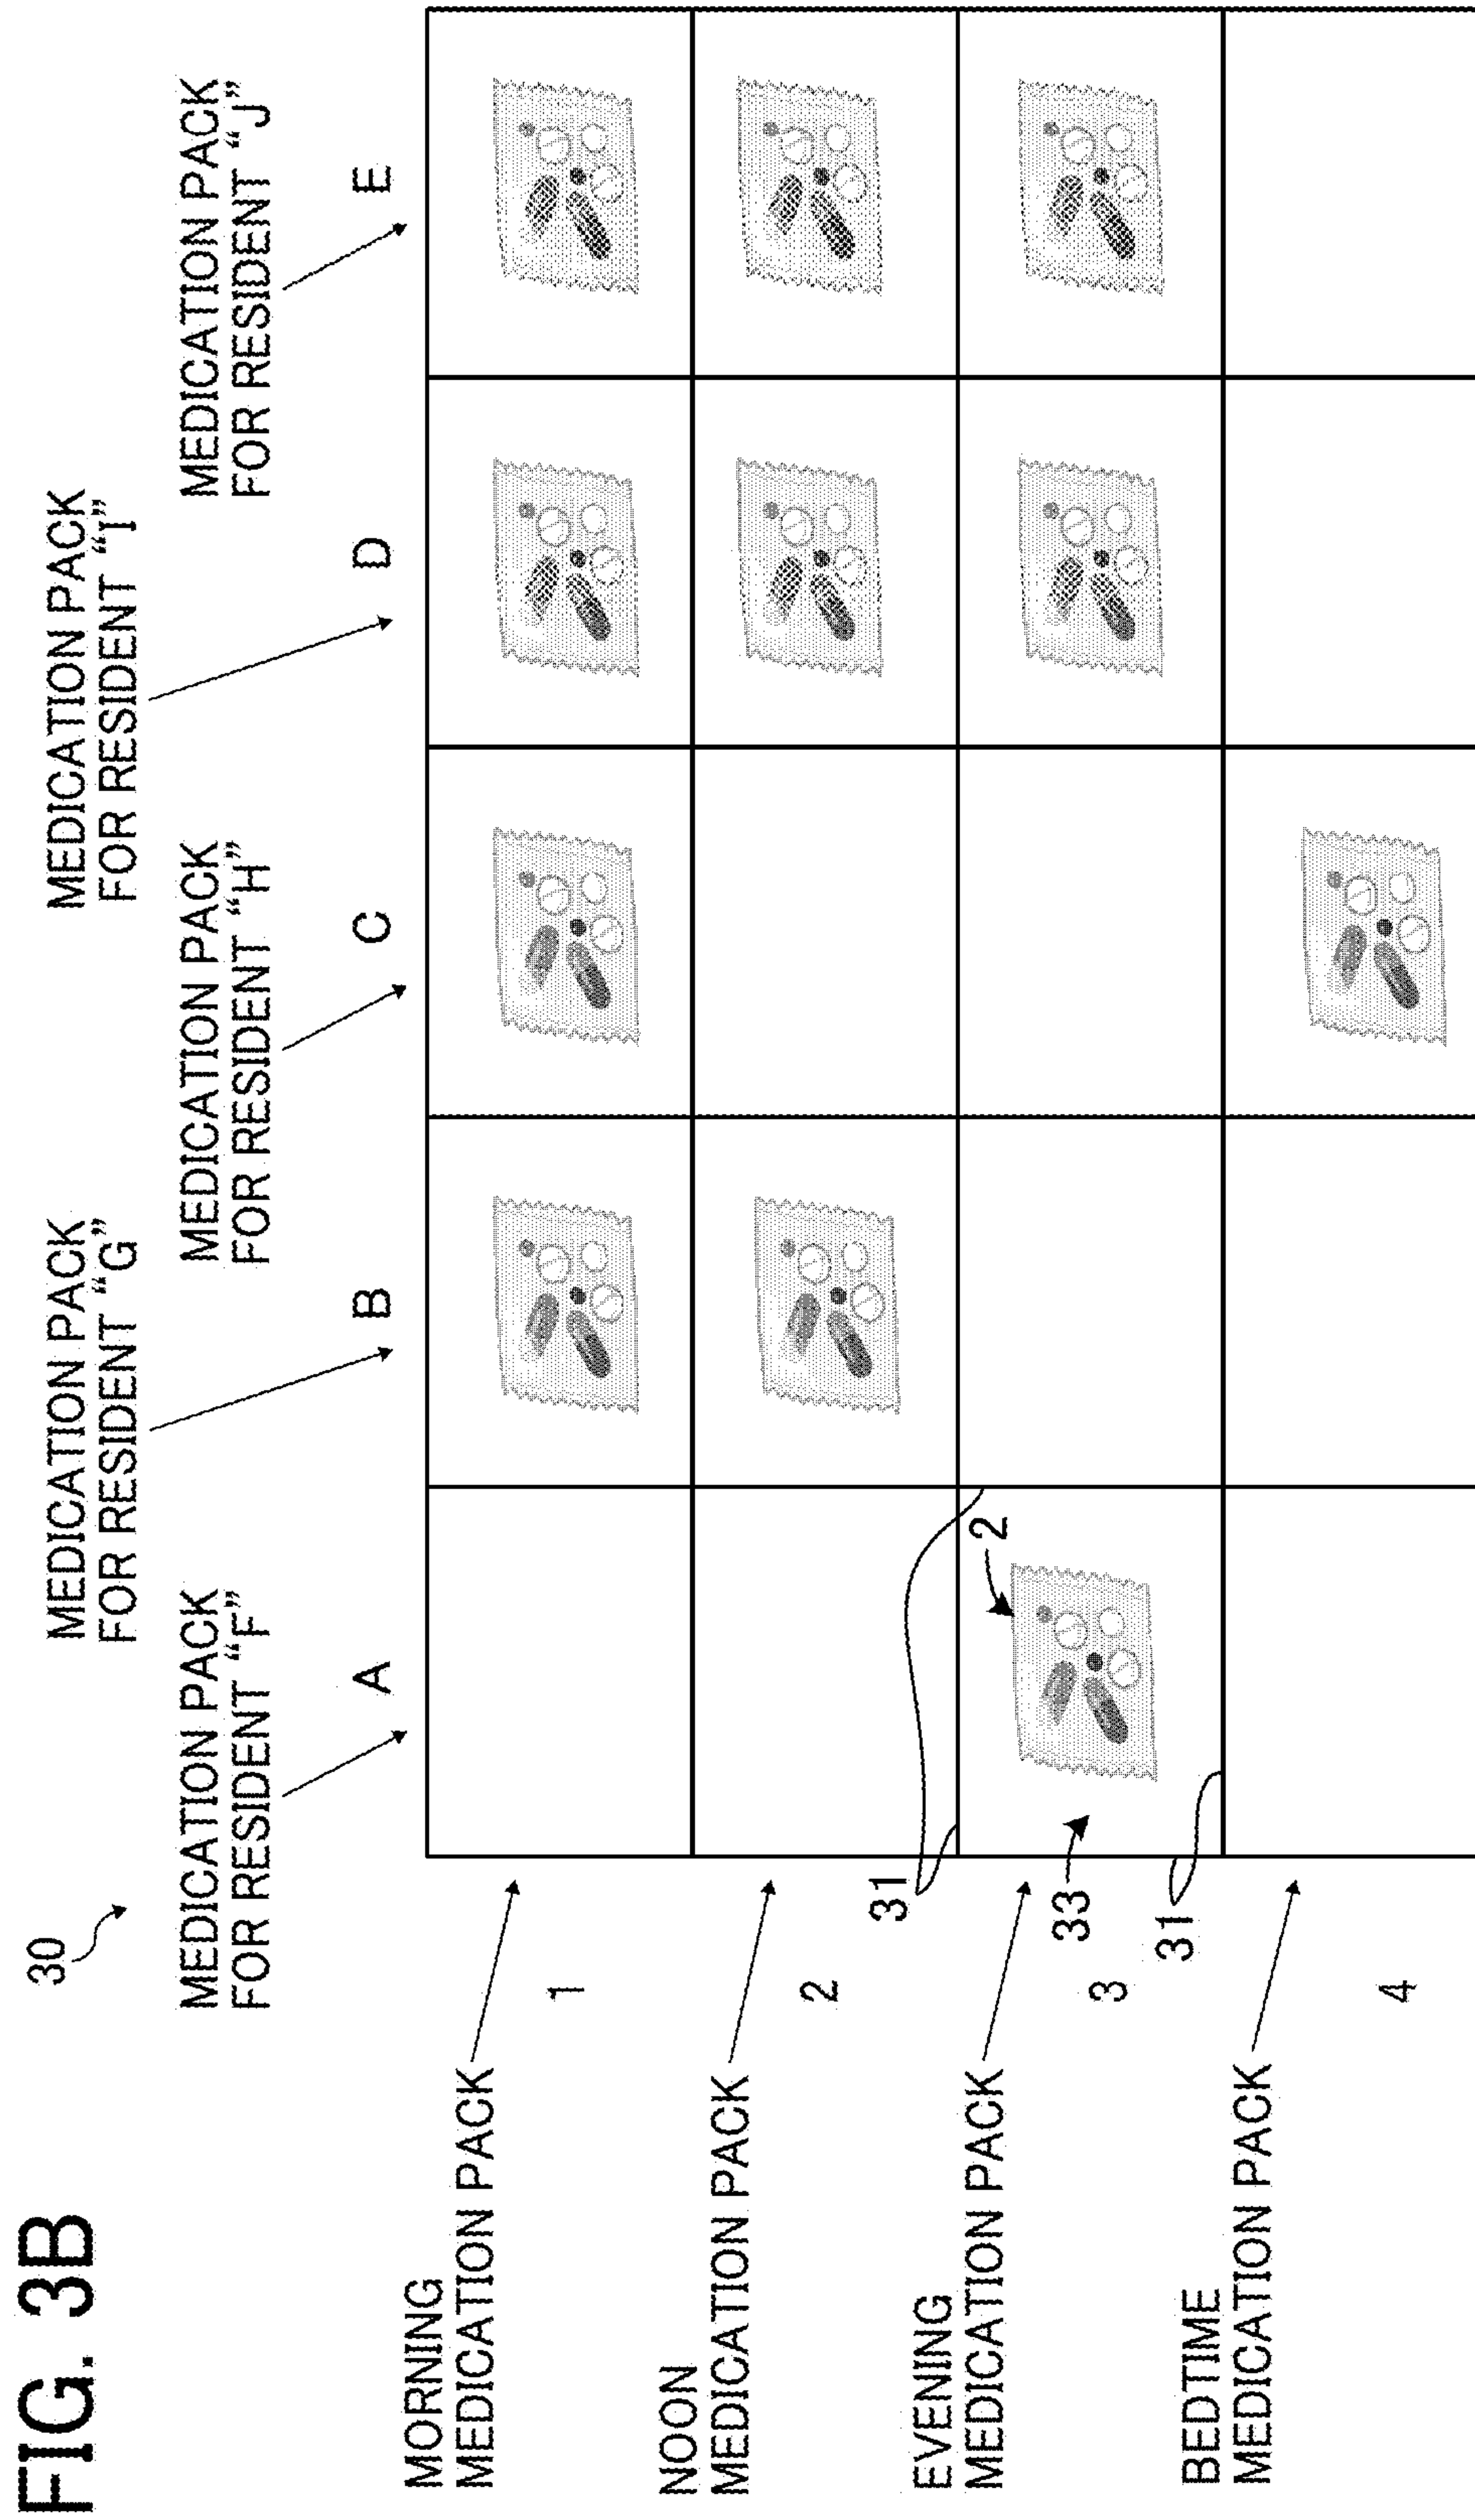 FIG. 3B
30
MEDICATION PACK
FOR RESIDENT “G”
MEDICATION PACK
FOR RESIDENT “I”
MEDICATION PACK
FOR RESIDENT “F”
MEDICATION PACK
FOR RESIDENT “H”
MEDICATION PACK
FOR RESIDENT “J”
A
B
C
D
E
MORNING
MEDICATION PACK
1
NOON
MEDICATION PACK
2
31
EVENING
MEDICATION PACK
3
33
2
31
BEDTIME
MEDICATION PACK
4